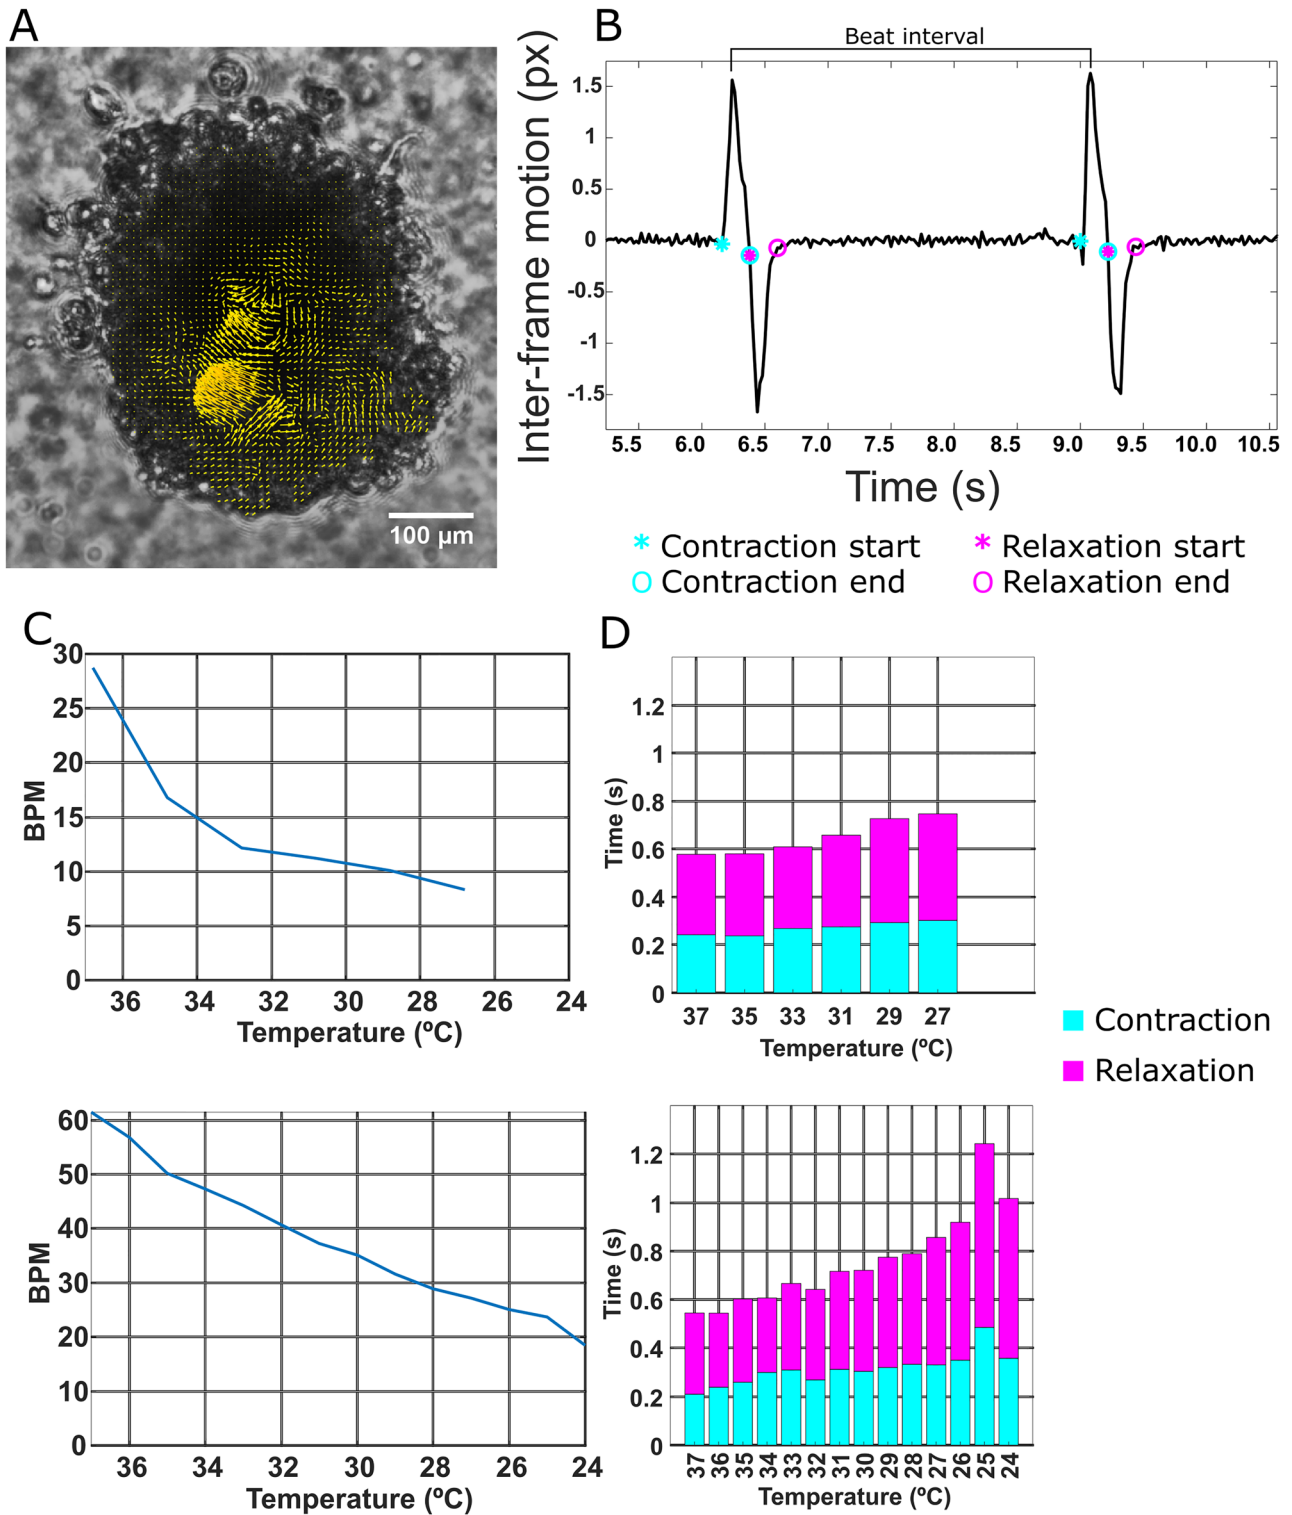 A
100 µm
B
Beat interval
Inter-frame motion (px)
1.5
1
0.5
0
-0.5
-1
-1.5
5.5 6.0 6.5 7.0 7.5 8.0 8.5 9.0 9.5 10.0 10.5
Time (s)
* Contraction start
* Relaxation start
O Contraction end
O Relaxation end
C
BPM
30
25
20
15
10
5
0
36 34 32 30 28 26 24
Temperature (ºC)
D
Time (s)
1.2
1
0.8
0.6
0.4
0.2
0
37 35 33 31 29 27
Temperature (ºC)
Contraction
Relaxation
BPM
60
50
40
30
20
10
0
36 34 32 30 28 26 24
Temperature (ºC)
Time (s)
1.2
1
0.8
0.6
0.4
0.2
0
37 36 35 34 33 32 31 30 29 28 27 26 25 24
Temperature (ºC)